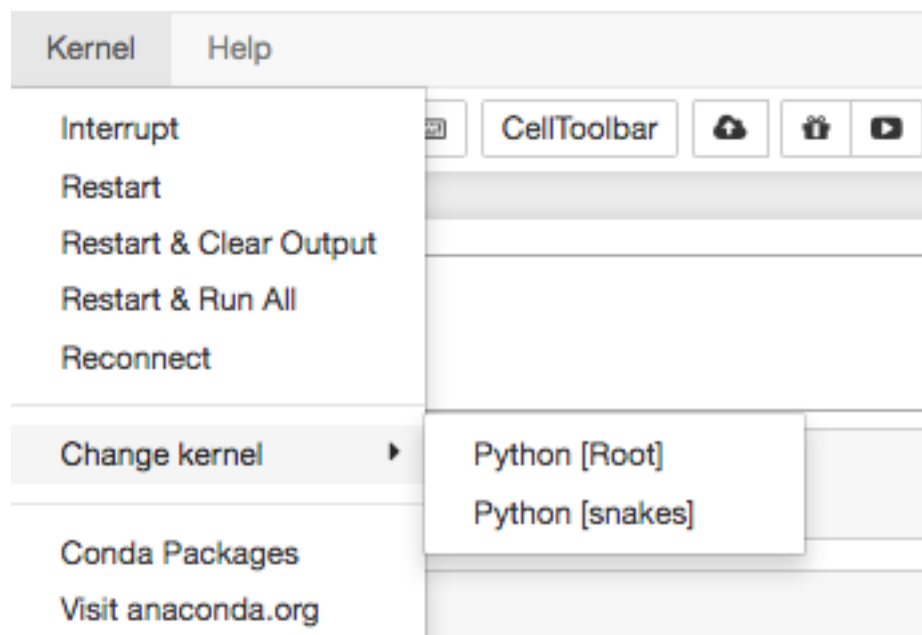 Kernel Help
Interrupt
CellToolbar
Restart
Restart & Clear Output
Restart & Run All
Reconnect
Change kernel
Python [Root]
Python [snakes]
Conda Packages
Visit anaconda.org